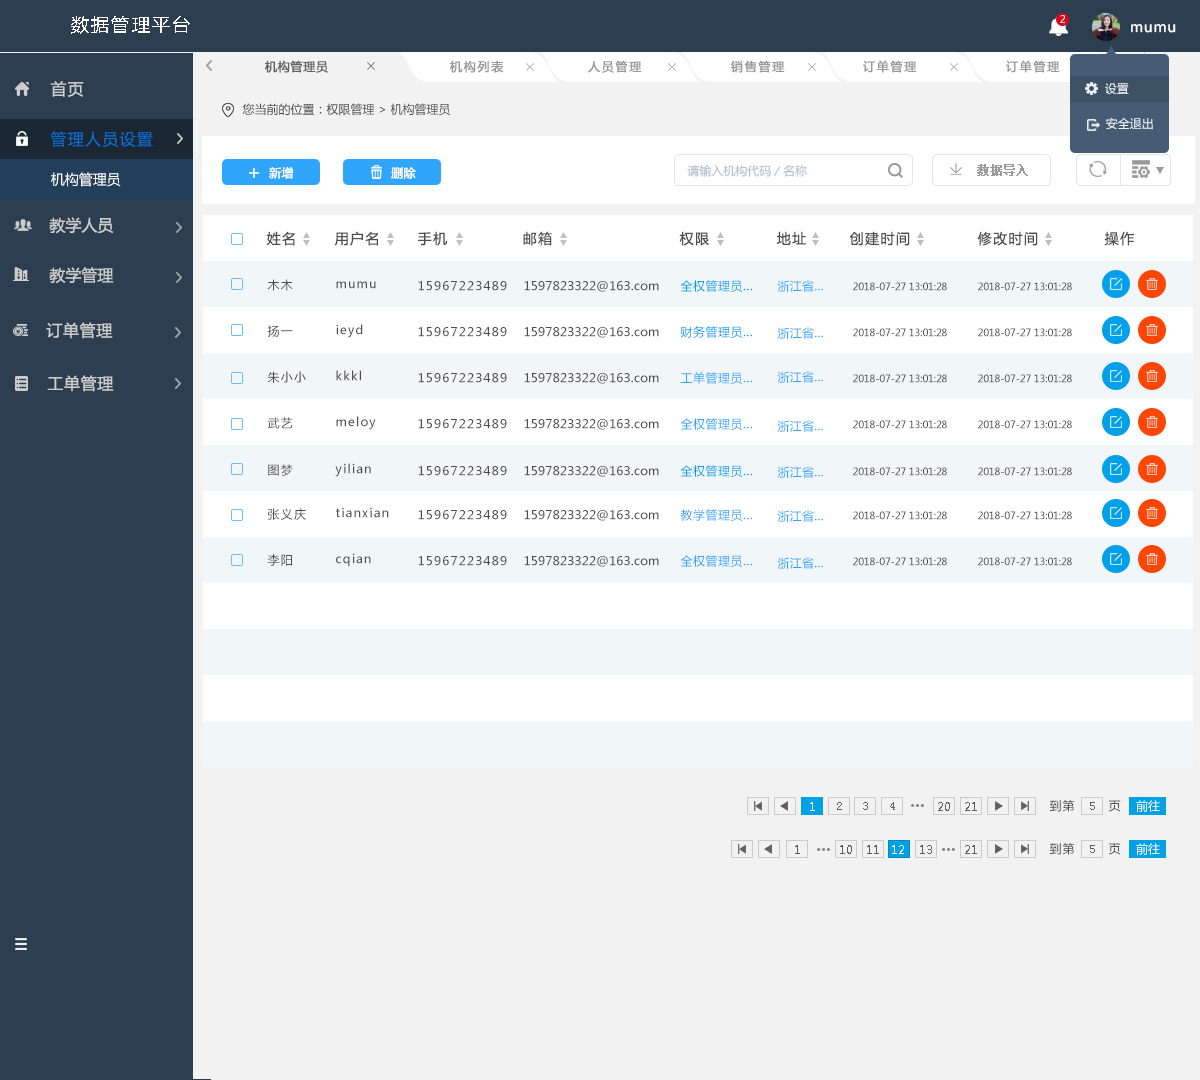 数据管理平台
2
mumu
首页
管理人员设置
机构管理员
教学人员
教学管理
订单管理
工单管理
机构管理员 机构列表 人员管理 销售管理 订单管理 订单管理
设置
安全退出
您当前的位置：权限管理 > 机构管理员
新增 删除 请输入机构代码 / 名称 数据导入
姓名 用户名 手机 邮箱 权限 地址 创建时间 修改时间 操作
木木 mumu 15967223489 1597823322@163.com 全权管理员... 浙江省... 2018-07-27 13:01:28 2018-07-27 13:01:28
扬一 ieyd 15967223489 1597823322@163.com 财务管理员... 浙江省... 2018-07-27 13:01:28 2018-07-27 13:01:28
朱小小 kkkl 15967223489 1597823322@163.com 工单管理员... 浙江省... 2018-07-27 13:01:28 2018-07-27 13:01:28
武艺 meloy 15967223489 1597823322@163.com 全权管理员... 浙江省... 2018-07-27 13:01:28 2018-07-27 13:01:28
图梦 yilian 15967223489 1597823322@163.com 全权管理员... 浙江省... 2018-07-27 13:01:28 2018-07-27 13:01:28
张义庆 tianxian 15967223489 1597823322@163.com 教学管理员... 浙江省... 2018-07-27 13:01:28 2018-07-27 13:01:28
李阳 cqian 15967223489 1597823322@163.com 全权管理员... 浙江省... 2018-07-27 13:01:28 2018-07-27 13:01:28
1 2 3 4 ••• 20 21 到第 5 页 前往
1 ••• 10 11 12 13 ••• 21 到第 5 页 前往